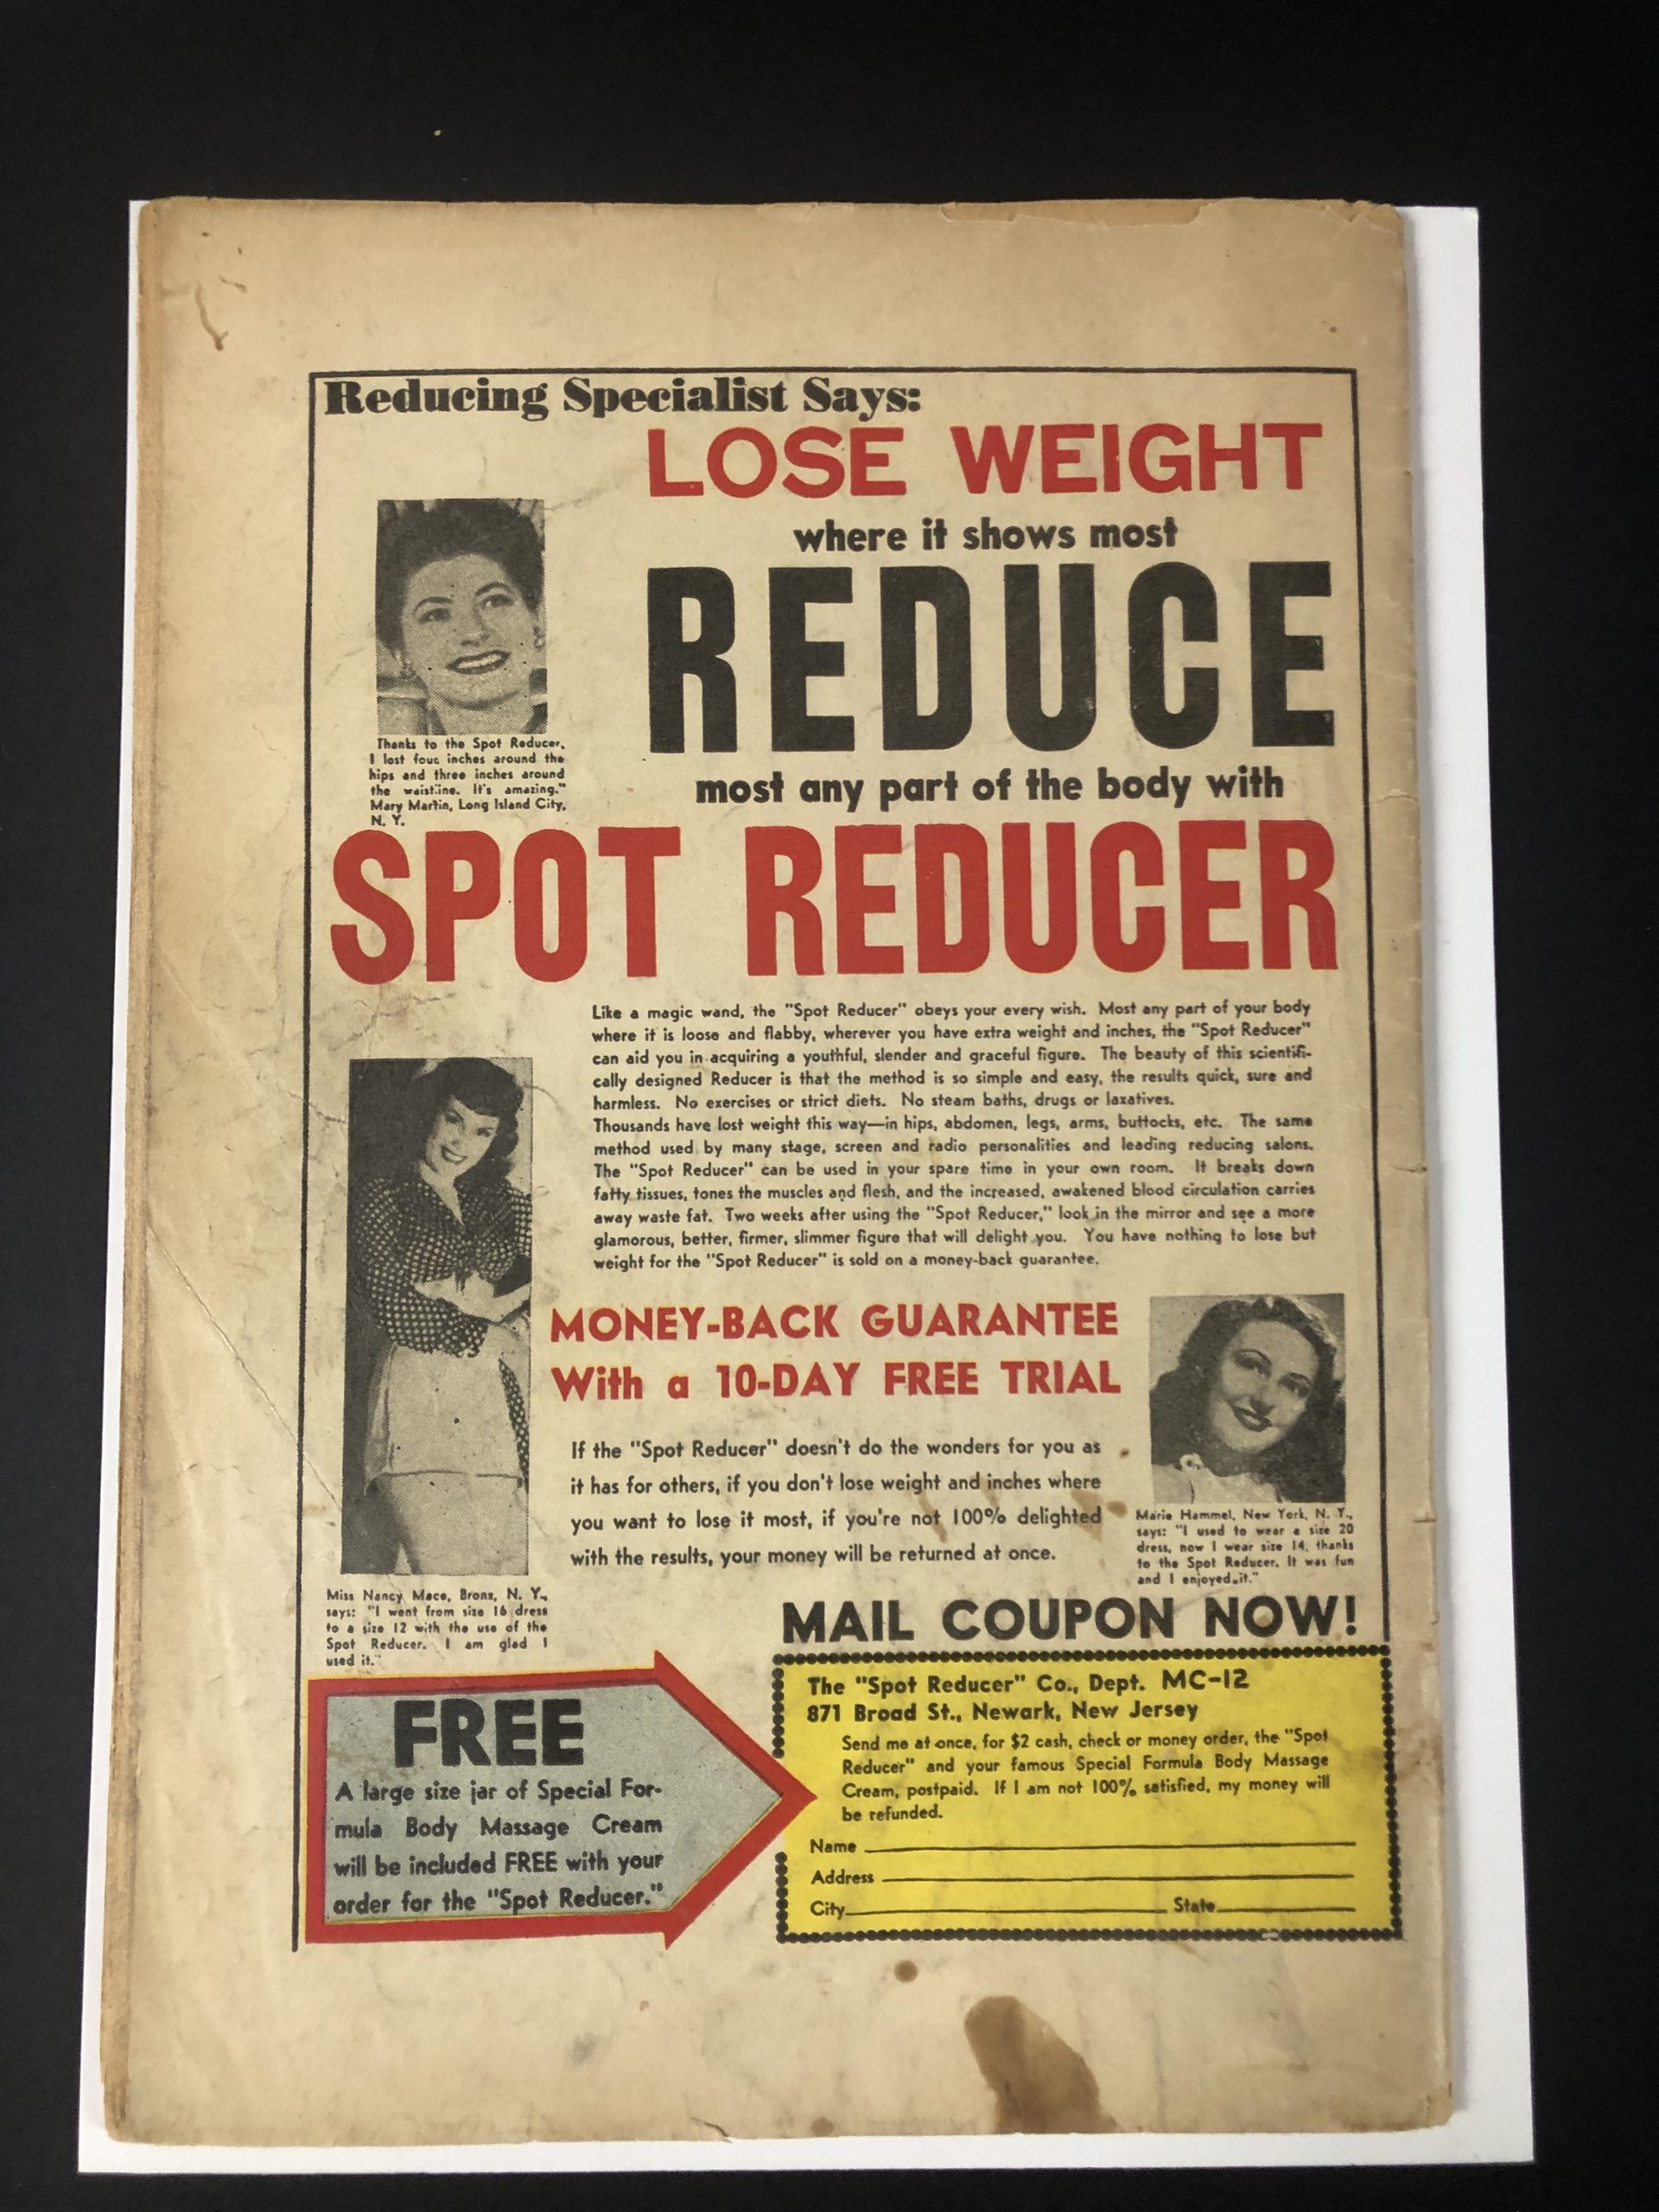 Reducing Specialist Says:
LOSE WEIGHT
where it shows most
REDUCE
most any part of the body with
SPOT REDUCER
Thanks to the Spot Reducer,
I lost four inches around the
hips and three inches around
the waistline. It's amazing."
Mary Martin, Long Island City,
N. Y.
Like a magic wand, the "Spot Reducer" obeys your every wish. Most any part of your body
where it is loose and flabby, wherever you have extra weight and inches, the "Spot Reducer"
can aid you in acquiring a youthful, slender and graceful figure. The beauty of this scientifi-
cally designed Reducer is that the method is so simple and easy, the results quick, sure and
harmless. No exercises or strict diets. No steam baths, drugs or laxatives.
Thousands have lost weight this way—in hips, abdomen, legs, arms, buttocks, etc. The same
method used by many stage, screen and radio personalities and leading reducing salons.
The "Spot Reducer" can be used in your spare time in your own room. It breaks down
fatty tissues, tones the muscles and flesh, and the increased, awakened blood circulation carries
away waste fat. Two weeks after using the "Spot Reducer," look in the mirror and see a more
glamorous, better, firmer, slimmer figure that will delight you. You have nothing to lose but
weight for the "Spot Reducer" is sold on a money-back guarantee.
MONEY-BACK GUARANTEE
With a 10-DAY FREE TRIAL
If the "Spot Reducer" doesn't do the wonders for you as
it has for others, if you don't lose weight and inches where
you want to lose it most, if you're not 100% delighted
with the results, your money will be returned at once.
Marie Hammel, New York, N. Y.,
says: "I used to wear a size 20
dress, now I wear size 14, thanks
to the Spot Reducer. It was fun
and I enjoyed it."
Miss Nancy Mace, Bronx, N. Y.,
says: "I went from size 16 dress
to a size 12 with the use of the
Spot Reducer. I am glad I
used it."
MAIL COUPON NOW!
FREE
A large size jar of Special For-
mula Body Massage Cream
will be included FREE with your
order for the "Spot Reducer."
The "Spot Reducer" Co., Dept. MC-12
871 Broad St., Newark, New Jersey
Send me at once, for $2 cash, check or money order, the "Spot
Reducer" and your famous Special Formula Body Massage
Cream, postpaid. If I am not 100% satisfied, my money will
be refunded.
Name
Address
City State